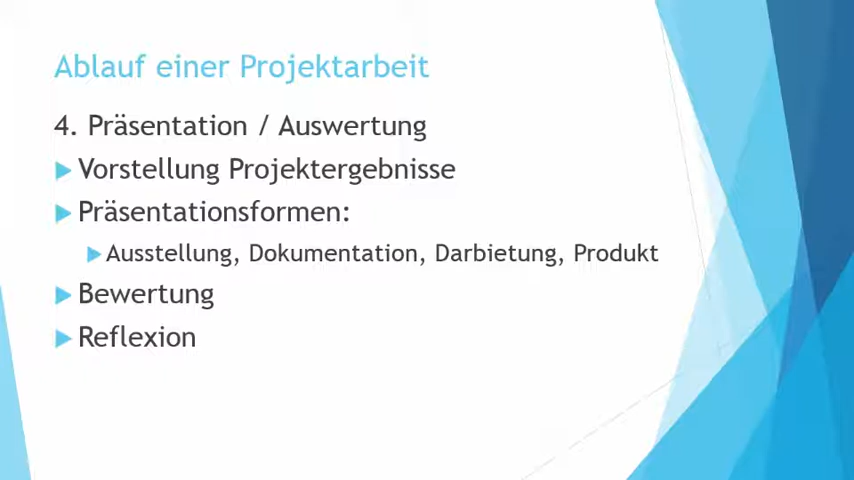 Ablauf einer Projektarbeit
4. Präsentation / Auswertung
Vorstellung Projektergebnisse
Präsentationsformen:
Ausstellung, Dokumentation, Darbietung, Produkt
Bewertung
Reflexion